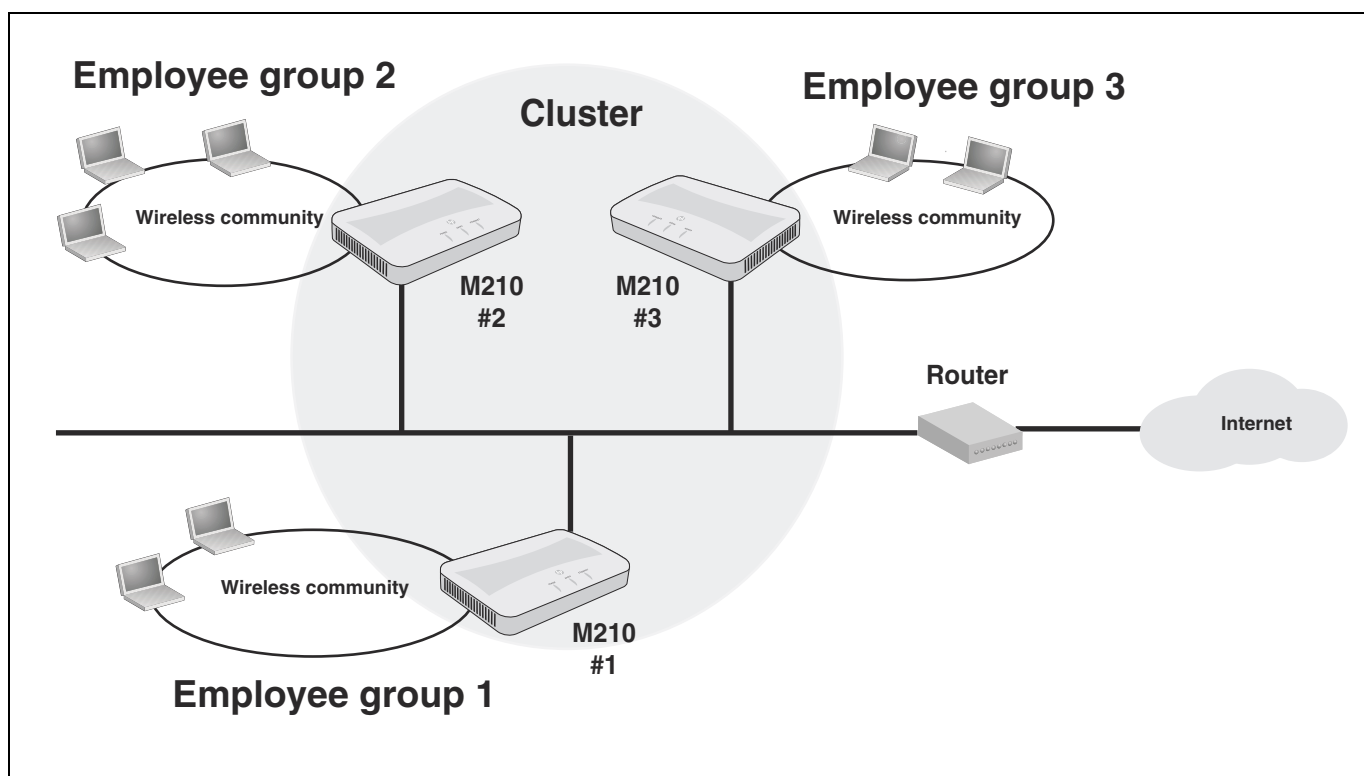 Employee group 2
Cluster
Employee group 3
Wireless community
Wireless community
M210
#2
M210
#3
Router
Internet
Wireless community
M210
#1
Employee group 1